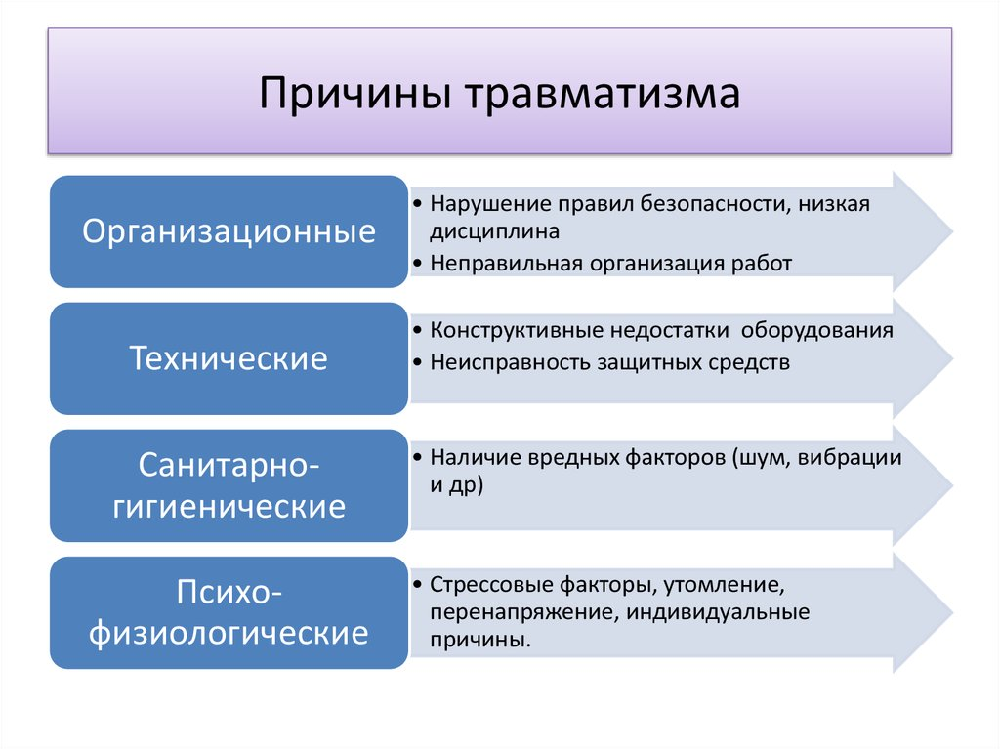 Причины травматизма
Организационные
• Нарушение правил безопасности, низкая
дисциплина
• Неправильная организация работ
Технические
• Конструктивные недостатки оборудования
• Неисправность защитных средств
Санитарно-
гигиенические
• Наличие вредных факторов (шум, вибрации
и др)
Психо-
физиологические
• Стрессовые факторы, утомление,
перенапряжение, индивидуальные
причины.